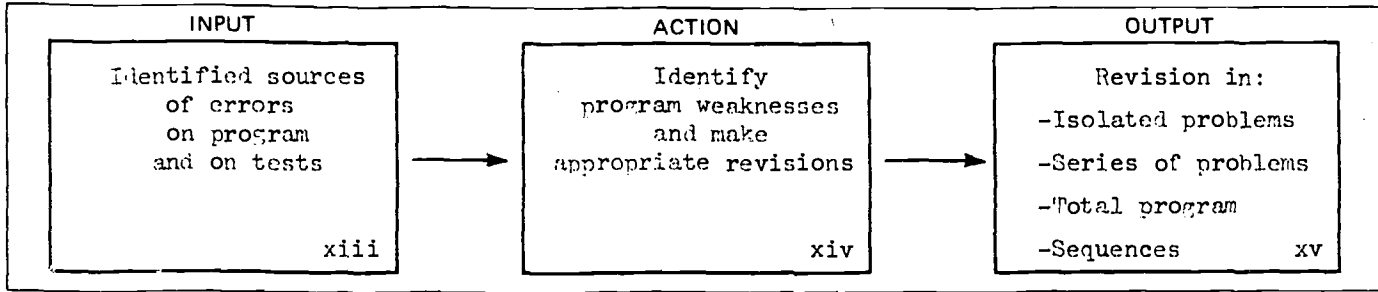 INPUT
Identified sources
of errors
on program
and on tests
xiii
ACTION
Identify
program weaknesses
and make
appropriate revisions
xiv
OUTPUT
Revision in:
-Isolated problems
-Series of problems
-Total program
-Sequences xv